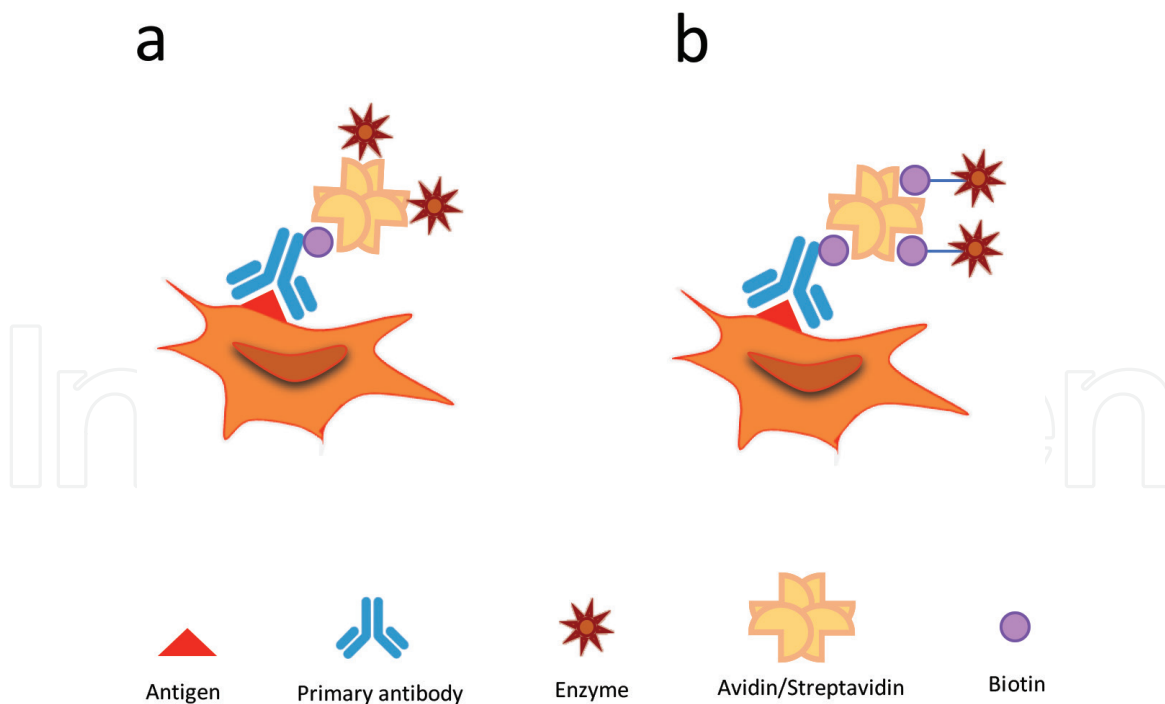 a
b
Antigen
Primary antibody
Enzyme
Avidin/Streptavidin
Biotin